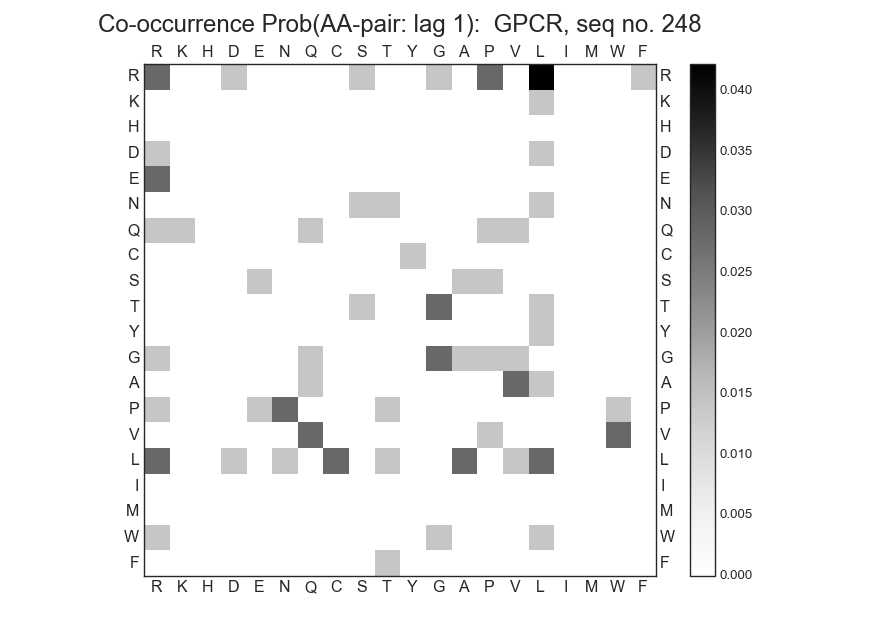 Co-occurrence Prob(AA-pair: lag 1):  GPCR, seq no. 248
R K H D E N Q C S T Y G A P V L I M W F
R R
K K
H H
D D
E E
N N
Q Q
C C
S S
T T
Y Y
G G
A A
P P
V V
L L
I I
M M
W W
F F
R K H D E N Q C S T Y G A P V L I M W F
0.040
0.035
0.030
0.025
0.020
0.015
0.010
0.005
0.000